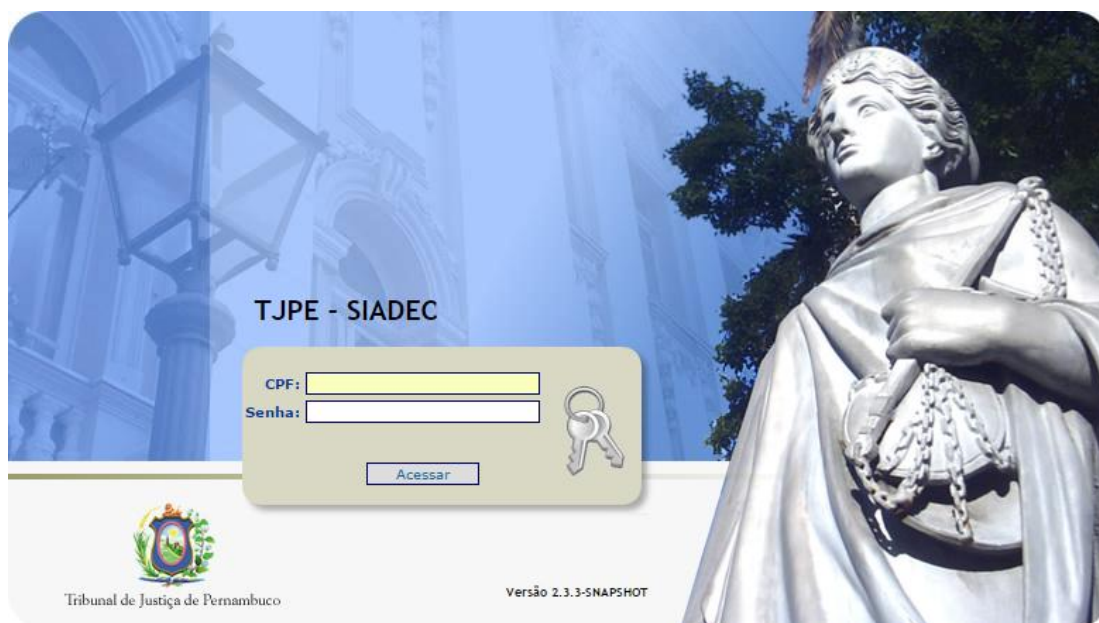 TJPE - SIADEC
CPF:
Senha:
Acessar
Tribunal de Justiça de Pernambuco
Versão 2.3.3-SNAPSHOT